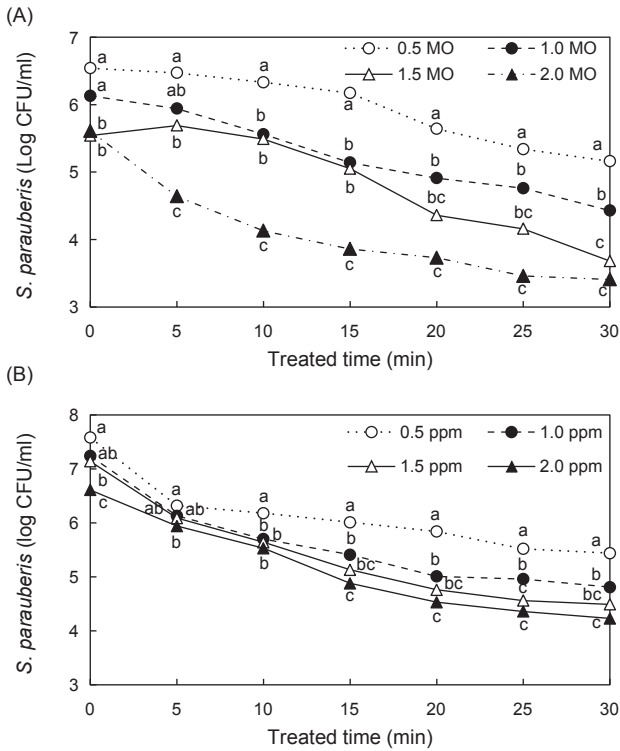 (A)
7
6
5
4
3
S. parauberis (Log CFU/ml)
0.5 MO 1.0 MO
1.5 MO 2.0 MO
a a a a a a a
a ab b b b b b
b b b b bc bc c
b c c c c c c
0 5 10 15 20 25 30
Treated time (min)
(B)
8
7
6
5
4
3
S. parauberis (log CFU/ml)
0.5 ppm 1.0 ppm
1.5 ppm 2.0 ppm
a a a a a a a
ab ab b b b b b
b ab b bc bc c bc
c b b c c c c
0 5 10 15 20 25 30
Treated time (min)